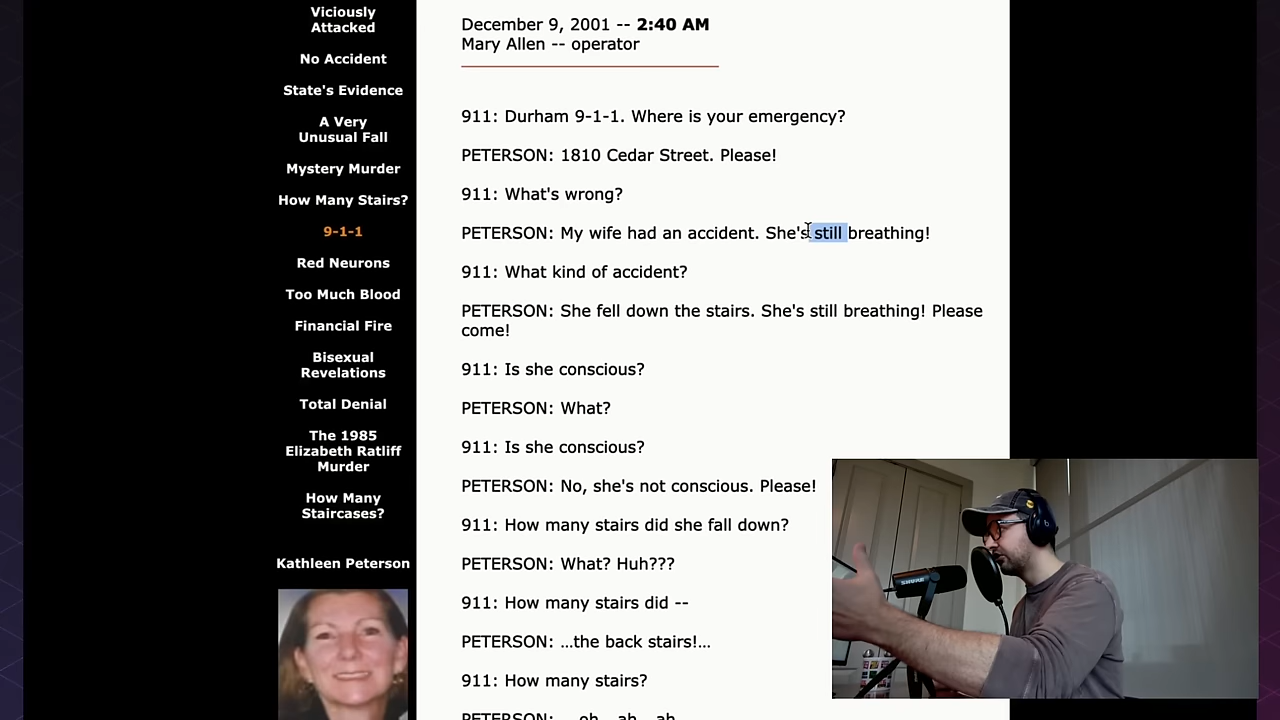 Viciously
Attacked
No Accident
State's Evidence
A Very
Unusual Fall
Mystery Murder
How Many Stairs?
9-1-1
Red Neurons
Too Much Blood
Financial Fire
Bisexual
Revelations
Total Denial
The 1985
Elizabeth Ratliff
Murder
How Many
Staircases?
Kathleen Peterson
December 9, 2001 -- 2:40 AM
Mary Allen -- operator
911: Durham 9-1-1. Where is your emergency?
PETERSON: 1810 Cedar Street. Please!
911: What's wrong?
PETERSON: My wife had an accident. She's still breathing!
911: What kind of accident?
PETERSON: She fell down the stairs. She's still breathing! Please
come!
911: Is she conscious?
PETERSON: What?
911: Is she conscious?
PETERSON: No, she's not conscious. Please!
911: How many stairs did she fall down?
PETERSON: What? Huh???
911: How many stairs did --
PETERSON: ...the back stairs!...
911: How many stairs?
PETERSON: ...oh...ah...ah...
SHURE